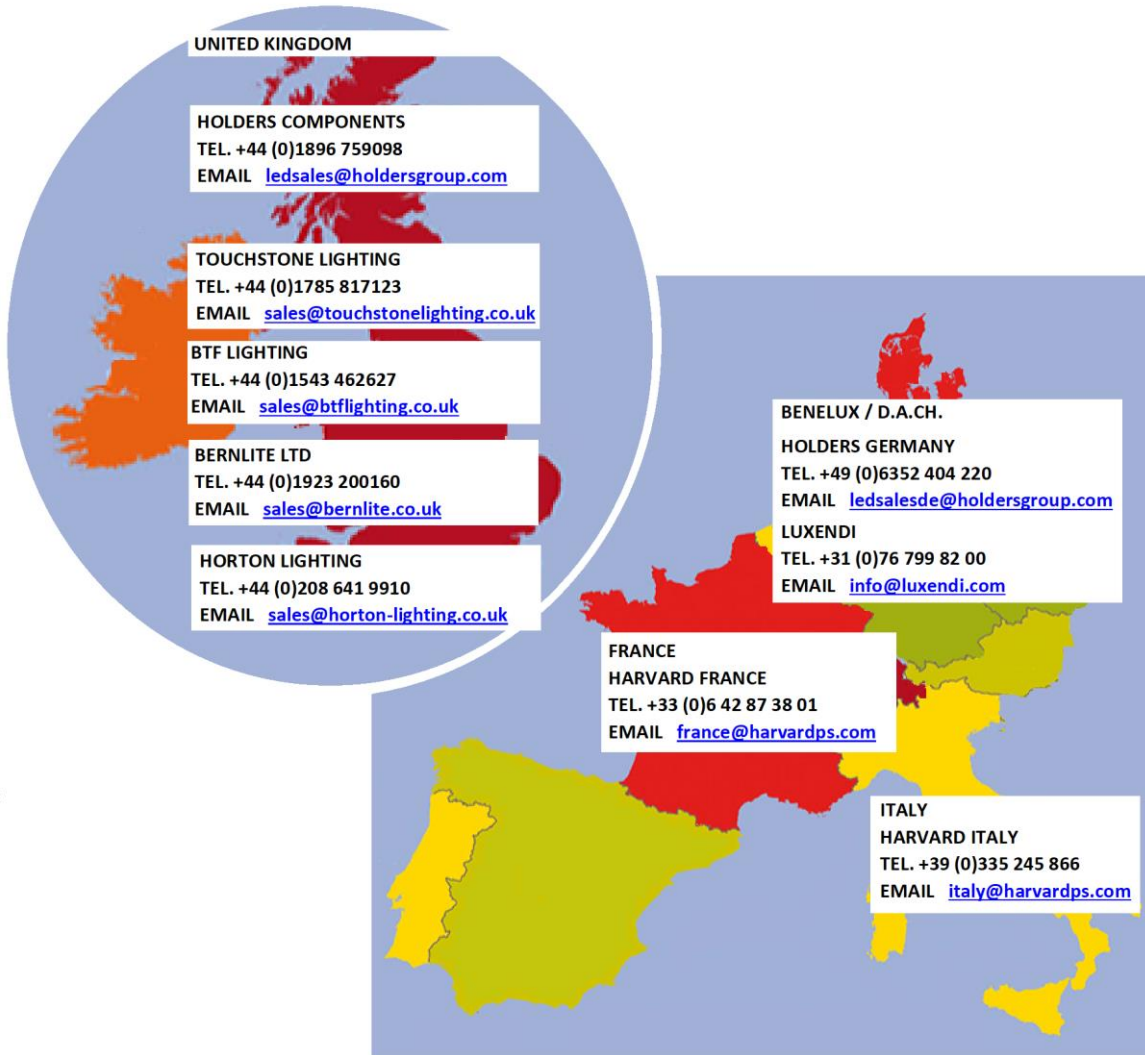 UNITED KINGDOM
HOLDERS COMPONENTS
TEL. +44 (0)1896 759098
EMAIL ledsales@holdersgroup.com
TOUCHSTONE LIGHTING
TEL. +44 (0)1785 817123
EMAIL sales@touchstonelighting.co.uk
BTF LIGHTING
TEL. +44 (0)1543 462627
EMAIL sales@btflighting.co.uk
BERNLITE LTD
TEL. +44 (0)1923 200160
EMAIL sales@bernlite.co.uk
HORTON LIGHTING
TEL. +44 (0)208 641 9910
EMAIL sales@horton-lighting.co.uk
BENELUX / D.A.CH.
HOLDERS GERMANY
TEL. +49 (0)6352 404 220
EMAIL ledsalesde@holdersgroup.com
LUXENDI
TEL. +31 (0)76 799 82 00
EMAIL info@luxendi.com
FRANCE
HARVARD FRANCE
TEL. +33 (0)6 42 87 38 01
EMAIL france@harvardps.com
ITALY
HARVARD ITALY
TEL. +39 (0)335 245 866
EMAIL italy@harvardps.com